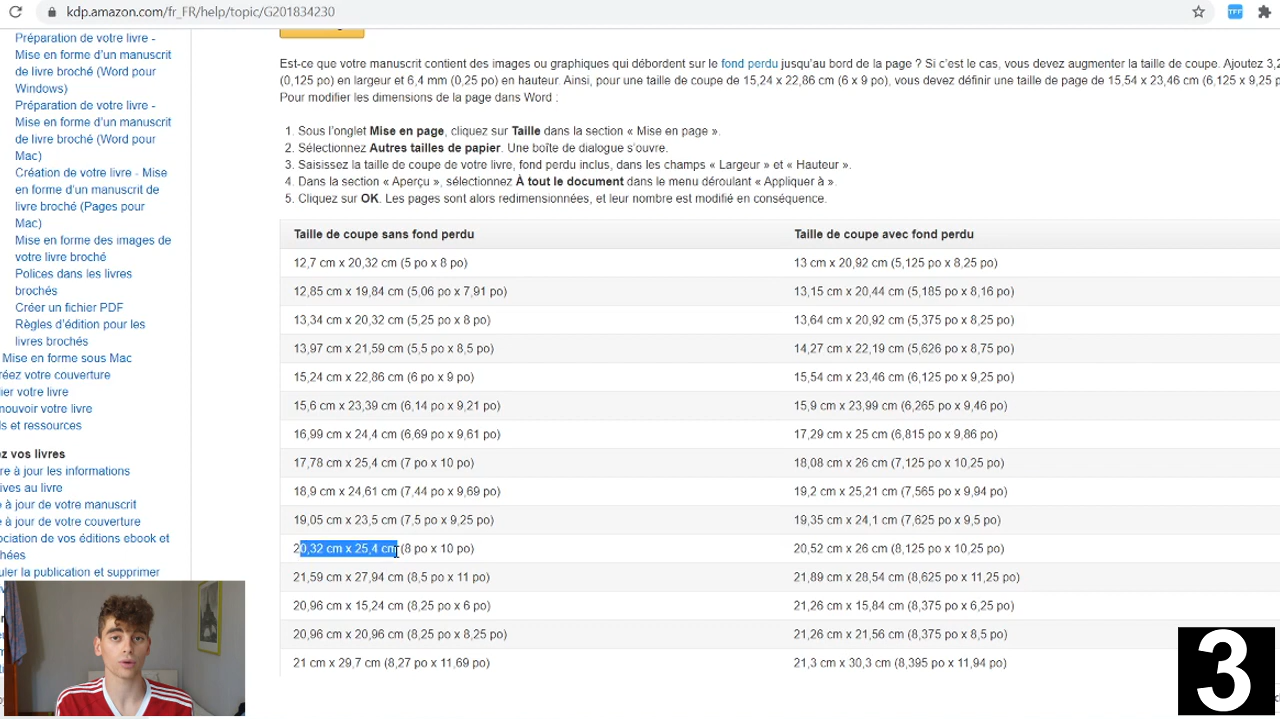 kdp.amazon.com/fr_FR/help/topic/G201834230
TFF
Préparation de votre livre -
Mise en forme d'un manuscrit
de livre broché (Word pour
Windows)
Préparation de votre livre -
Mise en forme d'un manuscrit
de livre broché (Word pour
Mac)
Création de votre livre - Mise
en forme d'un manuscrit de
livre broché (Pages pour
Mac)
Mise en forme des images de
votre livre broché
Polices dans les livres
brochés
Créer un fichier PDF
Règles d'édition pour les
livres brochés
Mise en forme sous Mac
réez votre couverture
lier votre livre
mouvoir votre livre
ls et ressources
ez vos livres
re à jour les informations
ives au livre
e à jour de votre manuscrit
e à jour de votre couverture
ociation de vos éditions ebook et
hées
uler la publication et supprimer
Est-ce que votre manuscrit contient des images ou graphiques qui débordent sur le fond perdu jusqu'au bord de la page ? Si c'est le cas, vous devez augmenter la taille de coupe. Ajoutez 3,2
(0,125 po) en largeur et 6,4 mm (0,25 po) en hauteur. Ainsi, pour une taille de coupe de 15,24 x 22,86 cm (6 x 9 po), vous devez définir une taille de page de 15,54 x 23,46 cm (6,125 x 9,25 p
Pour modifier les dimensions de la page dans Word :
1. Sous l'onglet Mise en page, cliquez sur Taille dans la section « Mise en page ».
2. Sélectionnez Autres tailles de papier. Une boîte de dialogue s'ouvre.
3. Saisissez la taille de coupe de votre livre, fond perdu inclus, dans les champs « Largeur » et « Hauteur ».
4. Dans la section « Aperçu », sélectionnez À tout le document dans le menu déroulant « Appliquer à ».
5. Cliquez sur OK. Les pages sont alors redimensionnées, et leur nombre est modifié en conséquence.
Taille de coupe sans fond perdu Taille de coupe avec fond perdu
12,7 cm x 20,32 cm (5 po x 8 po) 13 cm x 20,92 cm (5,125 po x 8,25 po)
12,85 cm x 19,84 cm (5,06 po x 7,91 po) 13,15 cm x 20,44 cm (5,185 po x 8,16 po)
13,34 cm x 20,32 cm (5,25 po x 8 po) 13,64 cm x 20,92 cm (5,375 po x 8,25 po)
13,97 cm x 21,59 cm (5,5 po x 8,5 po) 14,27 cm x 22,19 cm (5,626 po x 8,75 po)
15,24 cm x 22,86 cm (6 po x 9 po) 15,54 cm x 23,46 cm (6,125 po x 9,25 po)
15,6 cm x 23,39 cm (6,14 po x 9,21 po) 15,9 cm x 23,99 cm (6,265 po x 9,46 po)
16,99 cm x 24,4 cm (6,69 po x 9,61 po) 17,29 cm x 25 cm (6,815 po x 9,86 po)
17,78 cm x 25,4 cm (7 po x 10 po) 18,08 cm x 26 cm (7,125 po x 10,25 po)
18,9 cm x 24,61 cm (7,44 po x 9,69 po) 19,2 cm x 25,21 cm (7,565 po x 9,94 po)
19,05 cm x 23,5 cm (7,5 po x 9,25 po) 19,35 cm x 24,1 cm (7,625 po x 9,5 po)
20,32 cm x 25,4 cm (8 po x 10 po) 20,52 cm x 26 cm (8,125 po x 10,25 po)
21,59 cm x 27,94 cm (8,5 po x 11 po) 21,89 cm x 28,54 cm (8,625 po x 11,25 po)
20,96 cm x 15,24 cm (8,25 po x 6 po) 21,26 cm x 15,84 cm (8,375 po x 6,25 po)
20,96 cm x 20,96 cm (8,25 po x 8,25 po) 21,26 cm x 21,56 cm (8,375 po x 8,5 po)
21 cm x 29,7 cm (8,27 po x 11,69 po) 21,3 cm x 30,3 cm (8,395 po x 11,94 po)
3